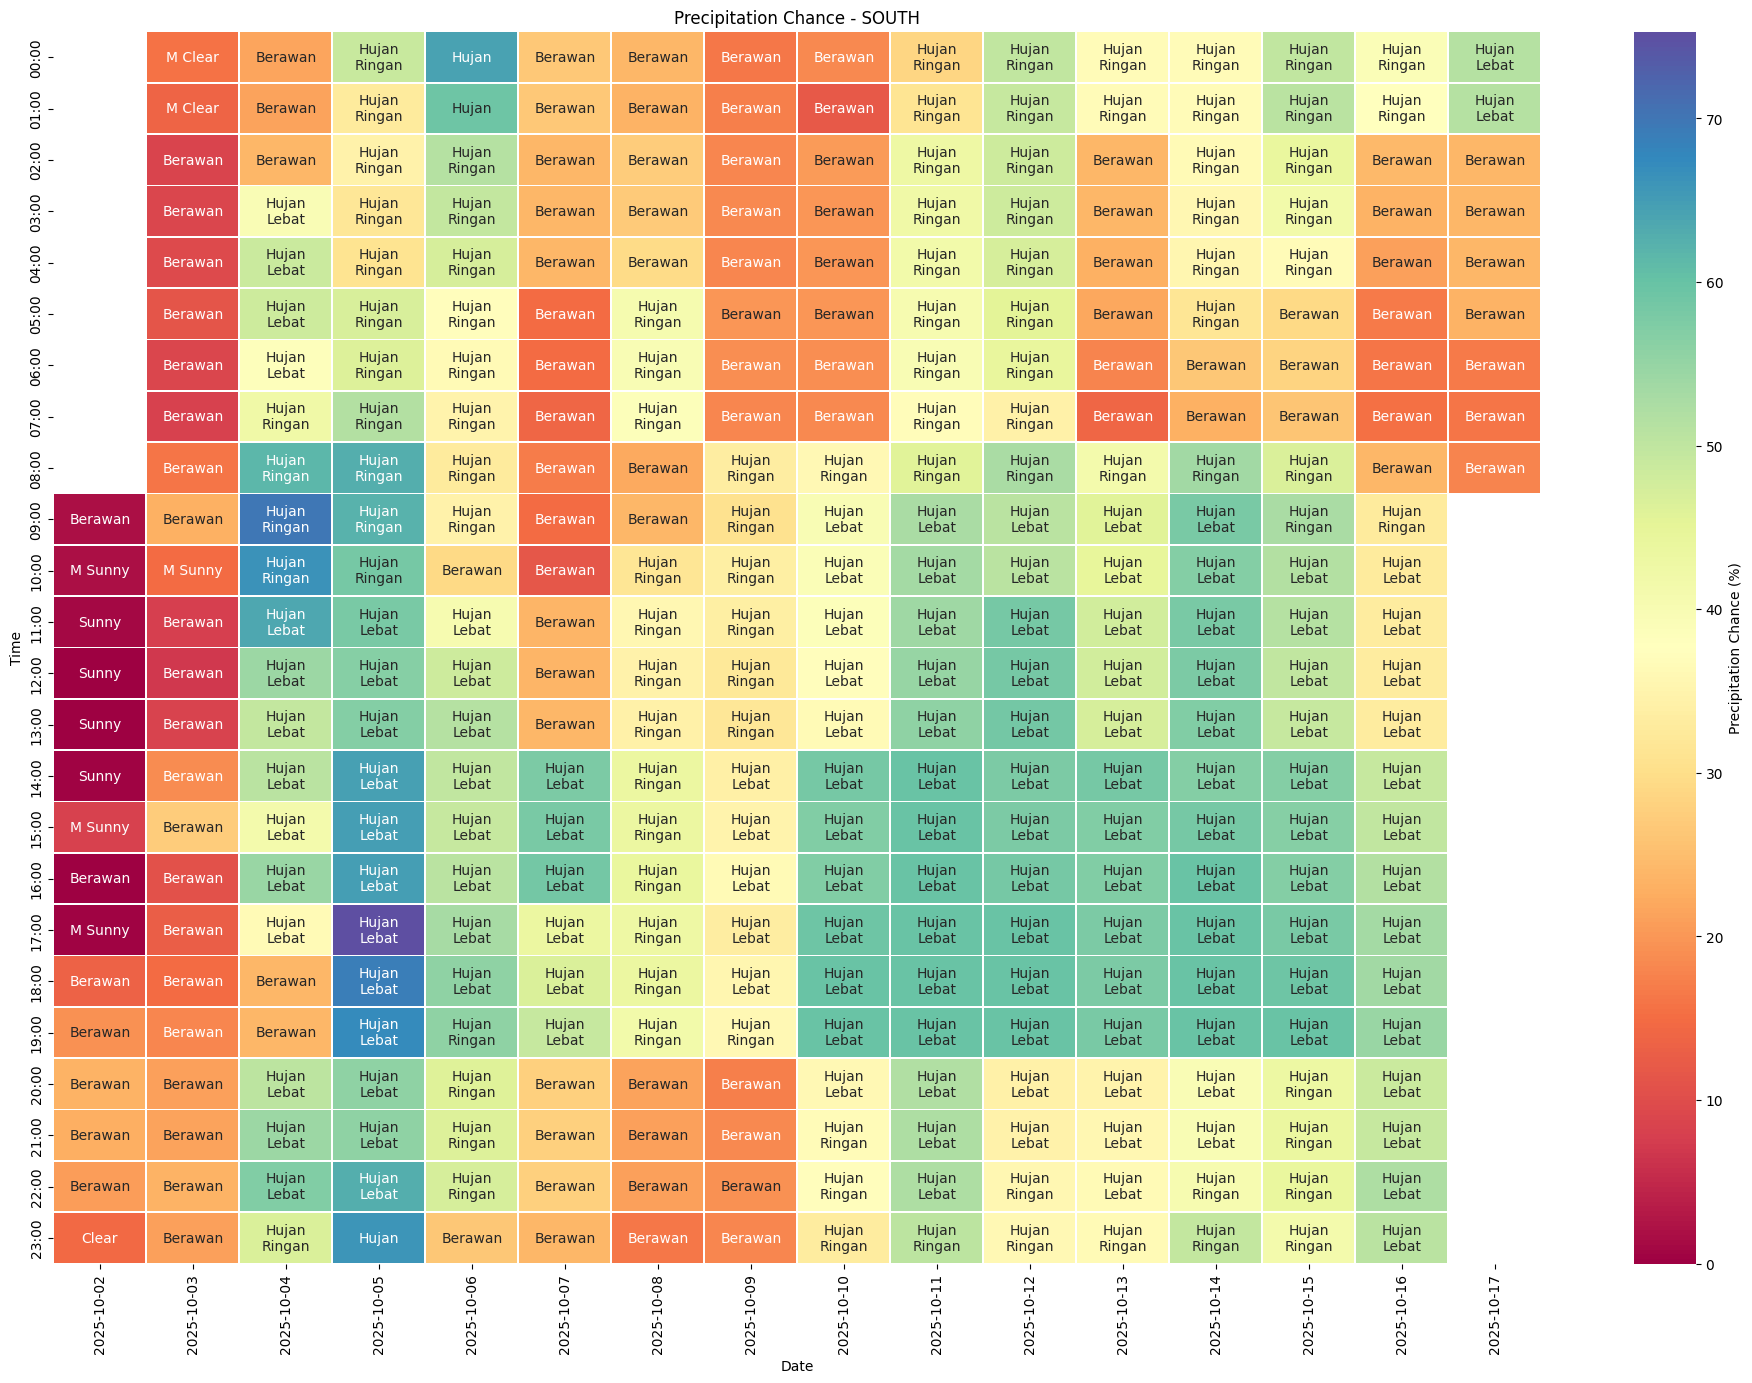 Precipitation Chance - SOUTH
00:00 M Clear Berawan Hujan Ringan Hujan Berawan Berawan Berawan Berawan Hujan Ringan Hujan Ringan Hujan Ringan Hujan Ringan Hujan Ringan Hujan Ringan Hujan Lebat
01:00 M Clear Berawan Hujan Ringan Hujan Berawan Berawan Berawan Berawan Hujan Ringan Hujan Ringan Hujan Ringan Hujan Ringan Hujan Ringan Hujan Ringan Hujan Lebat
02:00 Berawan Berawan Hujan Ringan Hujan Ringan Berawan Berawan Berawan Berawan Hujan Ringan Hujan Ringan Berawan Hujan Ringan Hujan Ringan Berawan Berawan
03:00 Berawan Hujan Lebat Hujan Ringan Hujan Ringan Berawan Berawan Berawan Berawan Hujan Ringan Hujan Ringan Berawan Hujan Ringan Hujan Ringan Berawan Berawan
04:00 Berawan Hujan Lebat Hujan Ringan Hujan Ringan Berawan Berawan Berawan Berawan Hujan Ringan Hujan Ringan Berawan Hujan Ringan Hujan Ringan Berawan Berawan
05:00 Berawan Hujan Lebat Hujan Ringan Hujan Ringan Berawan Hujan Ringan Berawan Berawan Hujan Ringan Hujan Ringan Berawan Hujan Ringan Berawan Berawan Berawan
06:00 Berawan Hujan Lebat Hujan Ringan Hujan Ringan Berawan Hujan Ringan Berawan Berawan Hujan Ringan Hujan Ringan Berawan Berawan Berawan Berawan Berawan
07:00 Berawan Hujan Ringan Hujan Ringan Hujan Ringan Berawan Hujan Ringan Berawan Berawan Hujan Ringan Hujan Ringan Berawan Berawan Berawan Berawan Berawan
08:00 Berawan Hujan Ringan Hujan Ringan Hujan Ringan Berawan Berawan Hujan Ringan Hujan Ringan Hujan Ringan Hujan Ringan Hujan Ringan Hujan Ringan Hujan Ringan Berawan Berawan
09:00 Berawan Berawan Hujan Ringan Hujan Ringan Hujan Ringan Berawan Berawan Hujan Ringan Hujan Lebat Hujan Lebat Hujan Lebat Hujan Lebat Hujan Lebat Hujan Ringan Hujan Ringan
10:00 M Sunny M Sunny Hujan Ringan Hujan Ringan Berawan Berawan Hujan Ringan Hujan Ringan Hujan Lebat Hujan Lebat Hujan Lebat Hujan Lebat Hujan Lebat Hujan Lebat Hujan Lebat
11:00 Sunny Berawan Hujan Lebat Hujan Lebat Hujan Lebat Berawan Hujan Ringan Hujan Ringan Hujan Lebat Hujan Lebat Hujan Lebat Hujan Lebat Hujan Lebat Hujan Lebat Hujan Lebat
12:00 Sunny Berawan Hujan Lebat Hujan Lebat Hujan Lebat Berawan Hujan Ringan Hujan Ringan Hujan Lebat Hujan Lebat Hujan Lebat Hujan Lebat Hujan Lebat Hujan Lebat Hujan Lebat
13:00 Sunny Berawan Hujan Lebat Hujan Lebat Hujan Lebat Berawan Hujan Ringan Hujan Ringan Hujan Lebat Hujan Lebat Hujan Lebat Hujan Lebat Hujan Lebat Hujan Lebat Hujan Lebat
14:00 Sunny Berawan Hujan Lebat Hujan Lebat Hujan Lebat Hujan Lebat Hujan Ringan Hujan Lebat Hujan Lebat Hujan Lebat Hujan Lebat Hujan Lebat Hujan Lebat Hujan Lebat Hujan Lebat
15:00 M Sunny Berawan Hujan Lebat Hujan Lebat Hujan Lebat Hujan Lebat Hujan Ringan Hujan Lebat Hujan Lebat Hujan Lebat Hujan Lebat Hujan Lebat Hujan Lebat Hujan Lebat Hujan Lebat
16:00 Berawan Berawan Hujan Lebat Hujan Lebat Hujan Lebat Hujan Lebat Hujan Ringan Hujan Lebat Hujan Lebat Hujan Lebat Hujan Lebat Hujan Lebat Hujan Lebat Hujan Lebat Hujan Lebat
17:00 M Sunny Berawan Hujan Lebat Hujan Lebat Hujan Lebat Hujan Lebat Hujan Ringan Hujan Lebat Hujan Lebat Hujan Lebat Hujan Lebat Hujan Lebat Hujan Lebat Hujan Lebat Hujan Lebat
18:00 Berawan Berawan Berawan Hujan Lebat Hujan Lebat Hujan Lebat Hujan Ringan Hujan Lebat Hujan Lebat Hujan Lebat Hujan Lebat Hujan Lebat Hujan Lebat Hujan Lebat Hujan Lebat
19:00 Berawan Berawan Berawan Hujan Lebat Hujan Ringan Hujan Lebat Hujan Ringan Hujan Ringan Hujan Lebat Hujan Lebat Hujan Lebat Hujan Lebat Hujan Lebat Hujan Lebat Hujan Lebat
20:00 Berawan Berawan Hujan Lebat Hujan Lebat Hujan Ringan Berawan Berawan Berawan Hujan Lebat Hujan Lebat Hujan Lebat Hujan Lebat Hujan Lebat Hujan Ringan Hujan Lebat
21:00 Berawan Berawan Hujan Lebat Hujan Lebat Hujan Ringan Berawan Berawan Berawan Hujan Ringan Hujan Lebat Hujan Lebat Hujan Lebat Hujan Lebat Hujan Ringan Hujan Lebat
22:00 Berawan Berawan Hujan Lebat Hujan Lebat Hujan Ringan Berawan Berawan Berawan Hujan Ringan Hujan Lebat Hujan Ringan Hujan Lebat Hujan Ringan Hujan Ringan Hujan Lebat
23:00 Clear Berawan Hujan Ringan Hujan Berawan Berawan Berawan Berawan Hujan Ringan Hujan Ringan Hujan Ringan Hujan Ringan Hujan Ringan Hujan Ringan Hujan Lebat
Time
2025-10-02 2025-10-03 2025-10-04 2025-10-05 2025-10-06 2025-10-07 2025-10-08 2025-10-09 2025-10-10 2025-10-11 2025-10-12 2025-10-13 2025-10-14 2025-10-15 2025-10-16 2025-10-17
Date
70
60
50
40
30
20
10
0
Precipitation Chance (%)